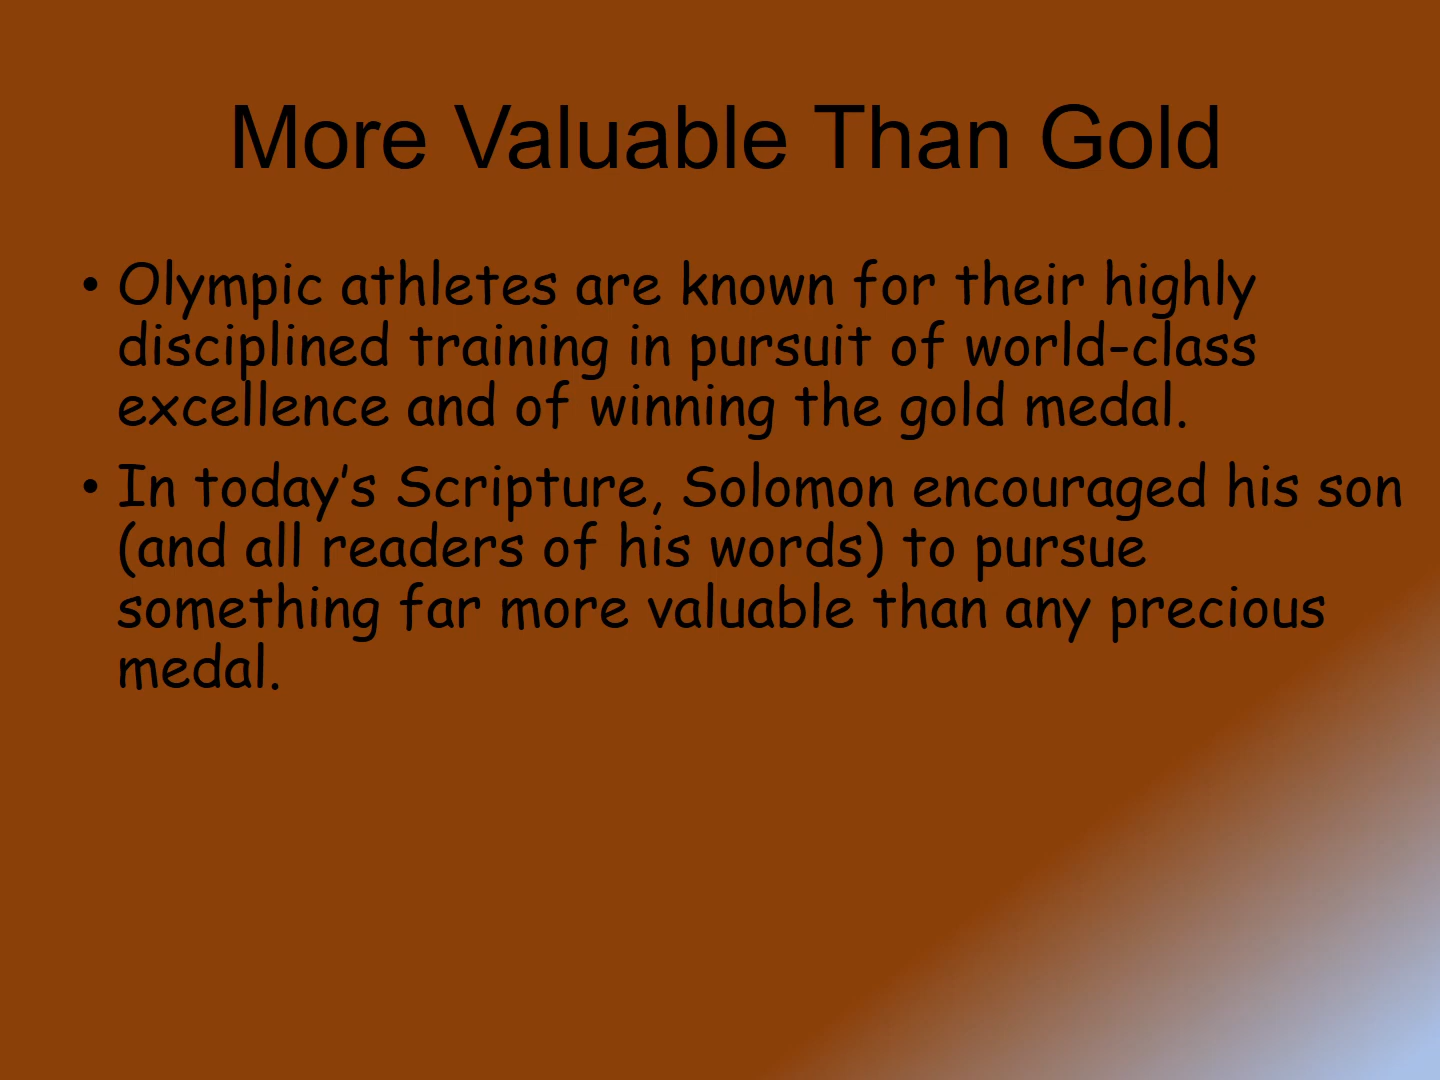 More Valuable Than Gold
• Olympic athletes are known for their highly
disciplined training in pursuit of world-class
excellence and of winning the gold medal.
• In today’s Scripture, Solomon encouraged his son
(and all readers of his words) to pursue
something far more valuable than any precious
medal.